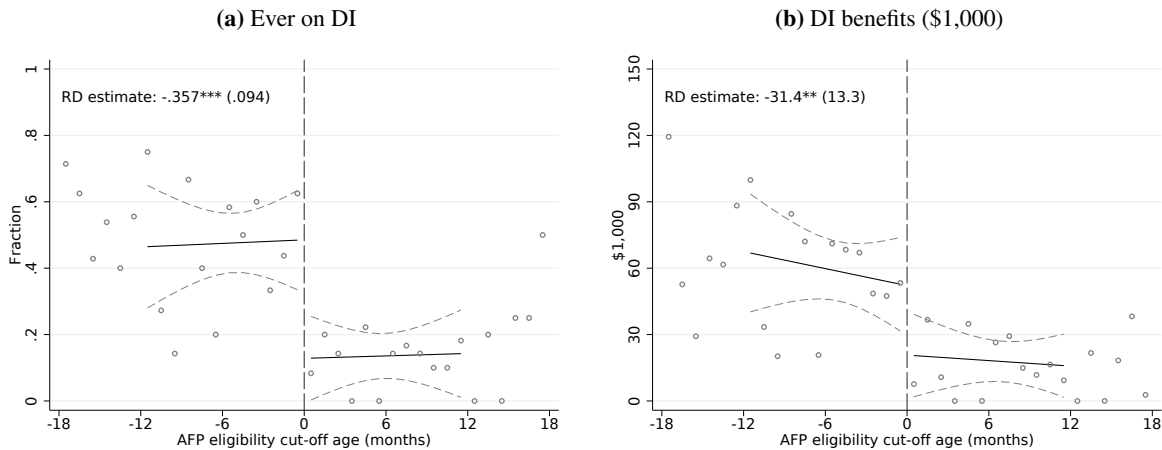 (a) Ever on DI
RD estimate: -.357*** (.094)
Fraction
1
.8
.6
.4
.2
0
-18 -12 -6 0 6 12 18
AFP eligibility cut-off age (months)
(b) DI benefits ($1,000)
RD estimate: -31.4** (13.3)
$1,000
150
120
90
60
30
0
-18 -12 -6 0 6 12 18
AFP eligibility cut-off age (months)